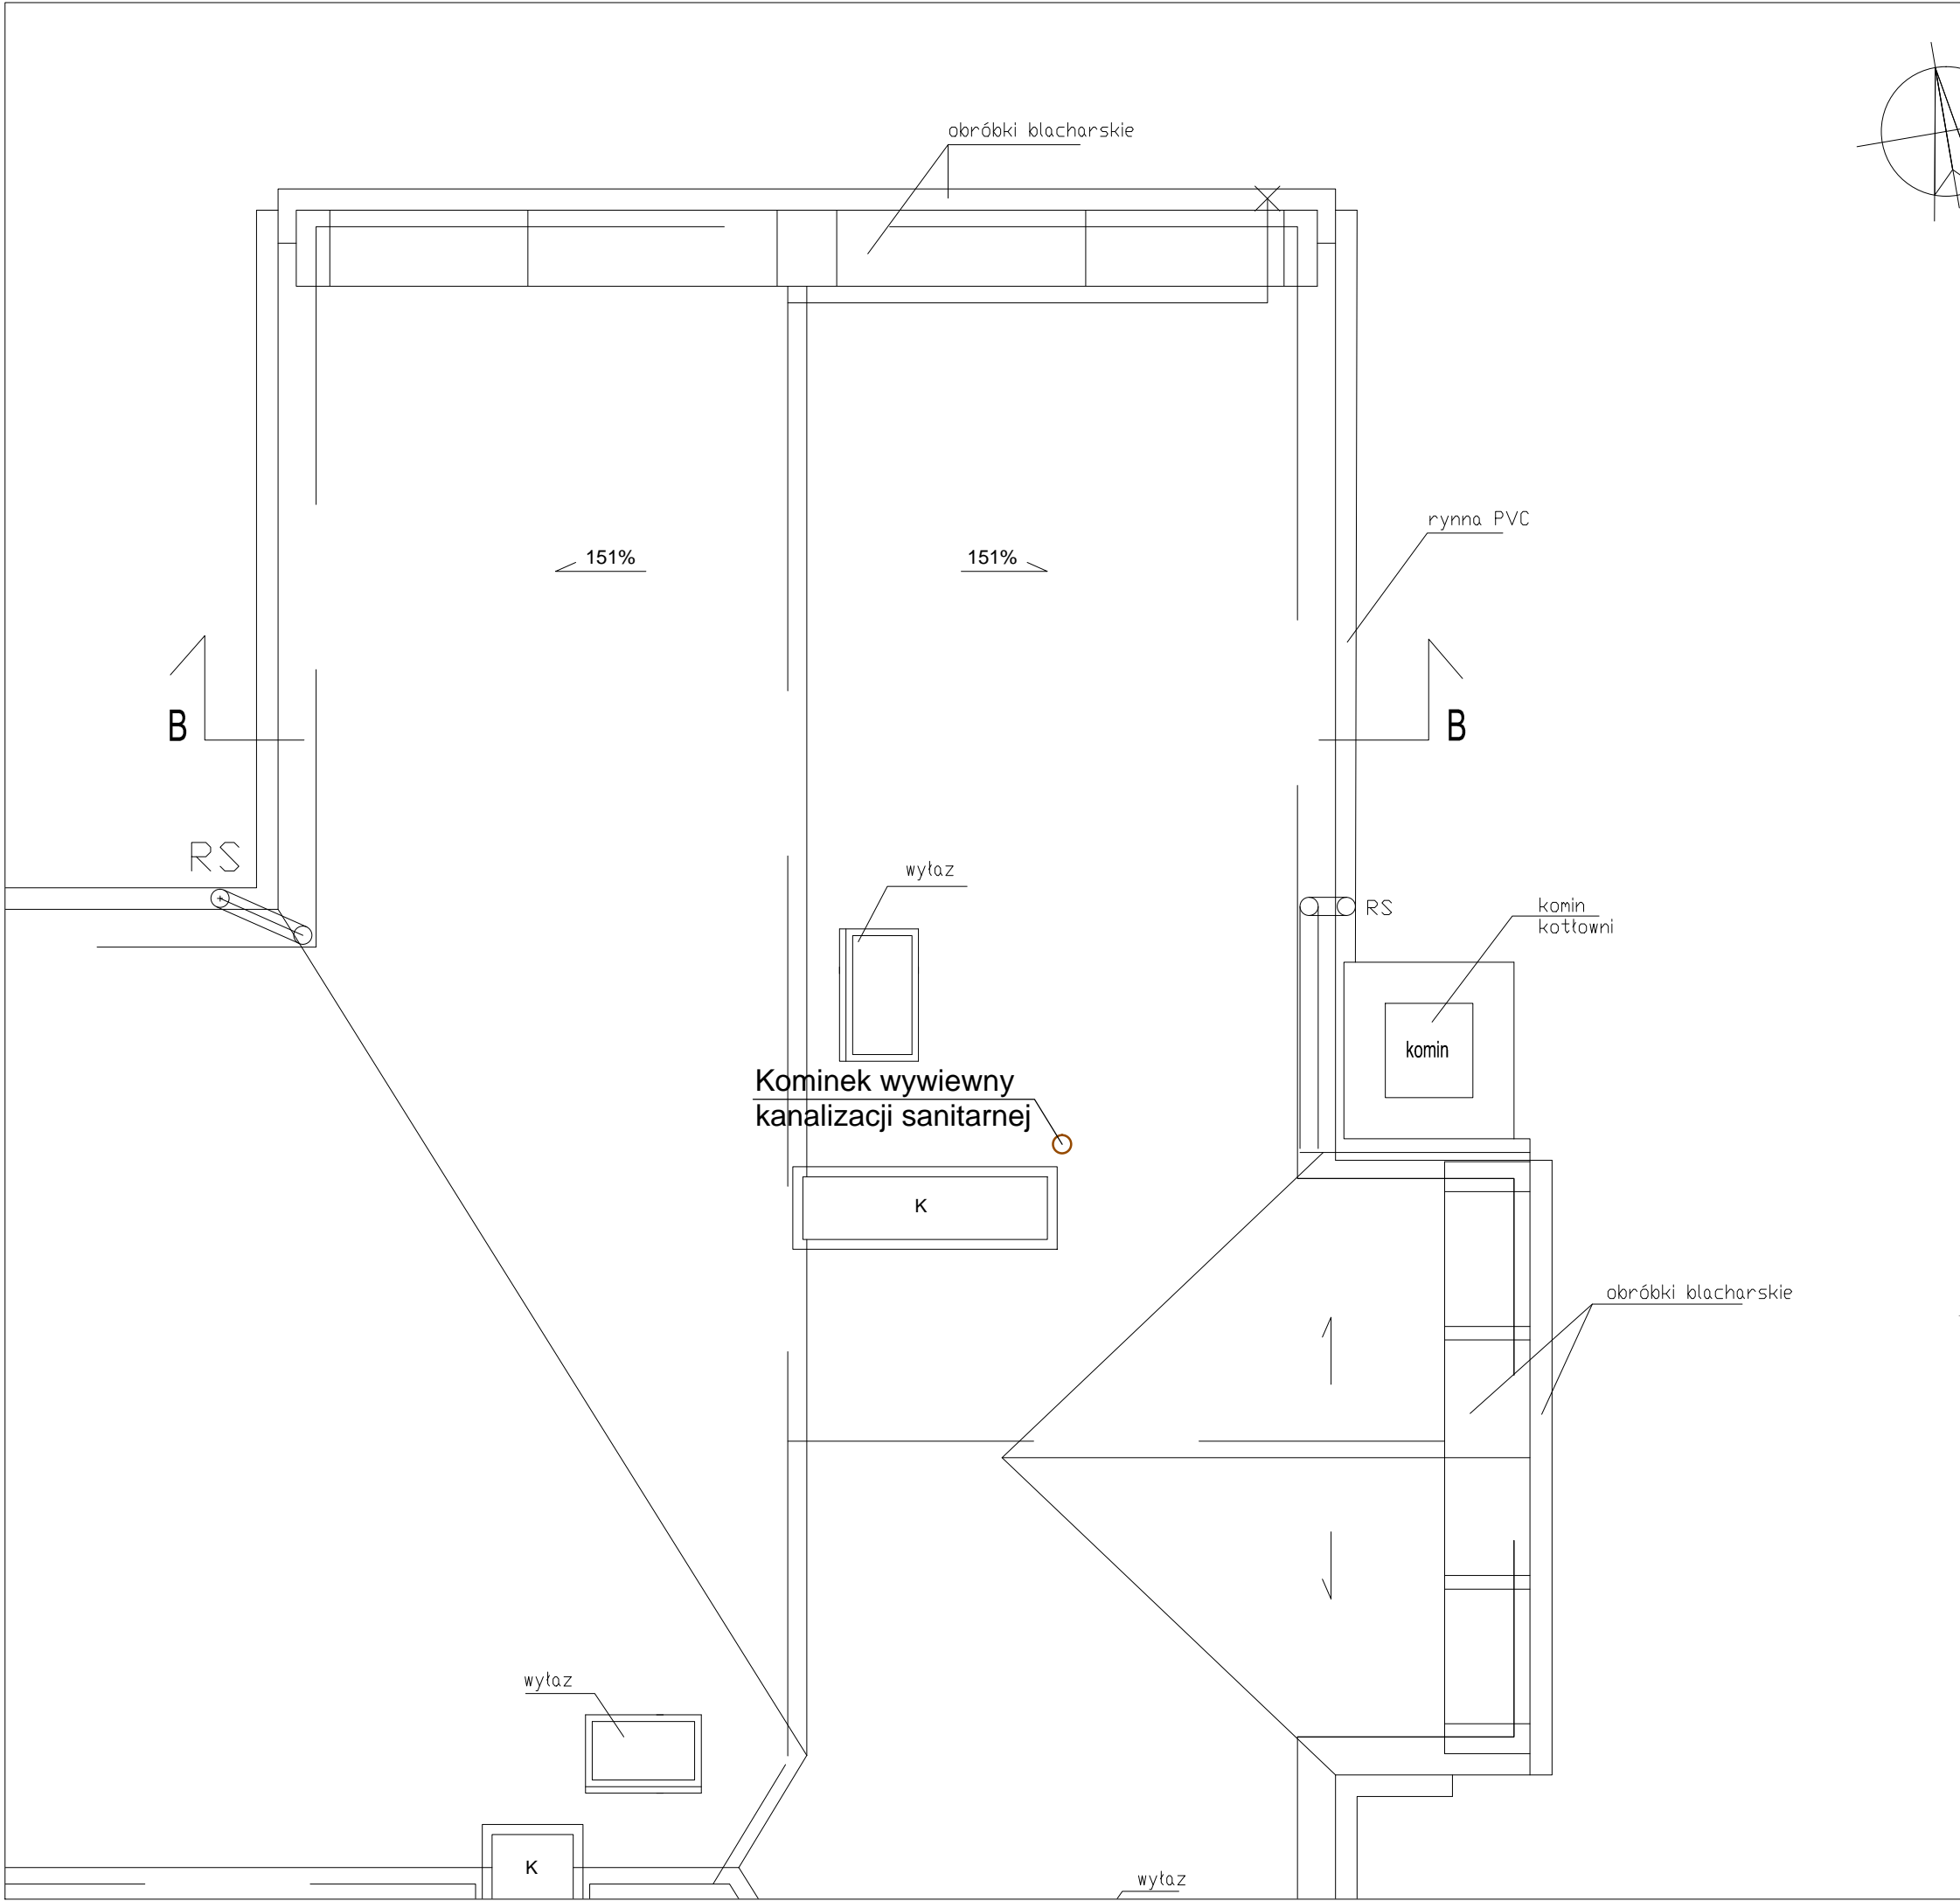 obróbki blacharskie
rynna PVC
151%
151%
B
B
RS
wyłaz
RS
komin
kotłowni
komin
Kominek wywiewny
kanalizacji sanitarnej
K
obróbki blacharskie
wyłaz
K
wyłaz